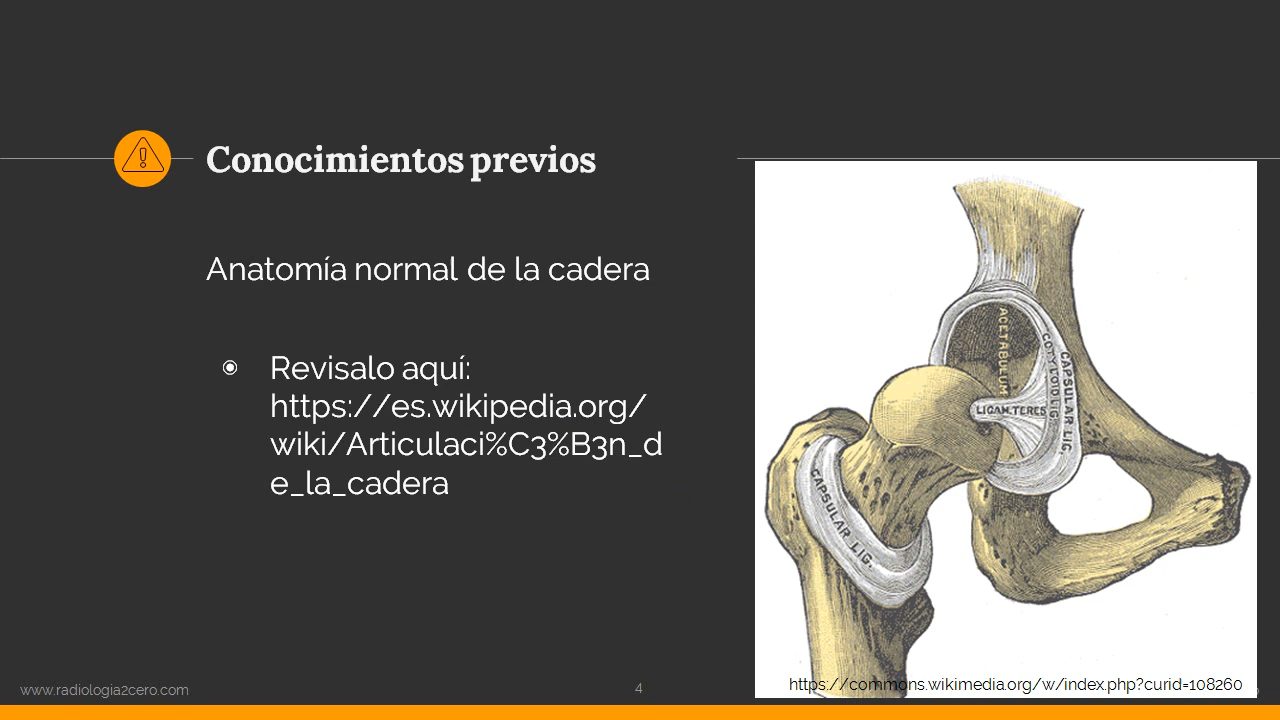 Conocimientos previos
Anatomía normal de la cadera
Revisalo aquí:
https://es.wikipedia.org/
wiki/Articulaci%C3%B3n_d
e_la_cadera
ACETABULUM
COTYLOID LIG.
CAPSULAR LIG.
LIGAM. TERES
CAPSULAR LIG.
www.radiologia2cero.com
4
https://commons.wikimedia.org/w/index.php?curid=108260